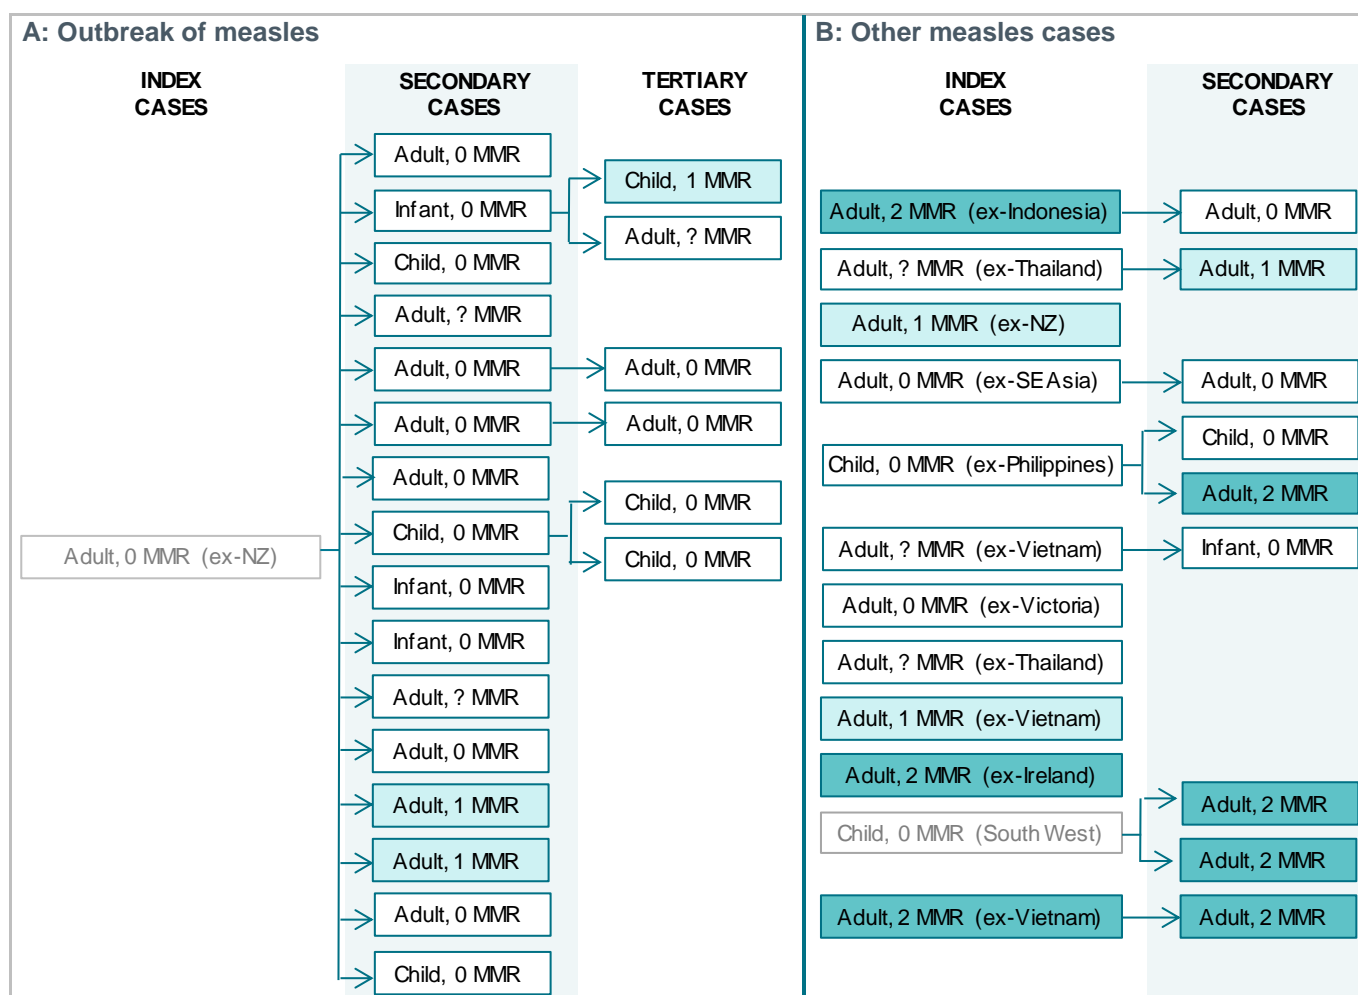 A: Outbreak of measles
INDEX
CASES
SECONDARY
CASES
TERTIARY
CASES
Adult, 0 MMR (ex-NZ)
Adult, 0 MMR
Infant, 0 MMR
Child, 0 MMR
Adult, ? MMR
Adult, 0 MMR
Adult, 0 MMR
Adult, 0 MMR
Child, 0 MMR
Infant, 0 MMR
Infant, 0 MMR
Adult, ? MMR
Adult, 0 MMR
Adult, 1 MMR
Adult, 1 MMR
Adult, 0 MMR
Child, 0 MMR
Child, 1 MMR
Adult, ? MMR
Adult, 0 MMR
Adult, 0 MMR
Child, 0 MMR
Child, 0 MMR
B: Other measles cases
INDEX
CASES
SECONDARY
CASES
Adult, 2 MMR (ex-Indonesia)
Adult, ? MMR (ex-Thailand)
Adult, 1 MMR (ex-NZ)
Adult, 0 MMR (ex-SE Asia)
Child, 0 MMR (ex-Philippines)
Adult, ? MMR (ex-Vietnam)
Adult, 0 MMR (ex-Victoria)
Adult, ? MMR (ex-Thailand)
Adult, 1 MMR (ex-Vietnam)
Adult, 2 MMR (ex-Ireland)
Child, 0 MMR (South West)
Adult, 2 MMR (ex-Vietnam)
Adult, 0 MMR
Adult, 1 MMR
Adult, 0 MMR
Child, 0 MMR
Adult, 2 MMR
Infant, 0 MMR
Adult, 2 MMR
Adult, 2 MMR
Adult, 2 MMR